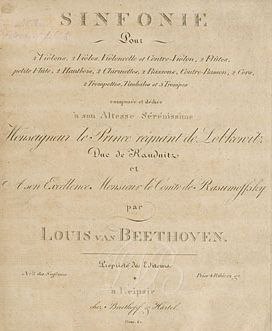 SINFONIE
Pour
2 Violons, 2 Violes, Violoncelle et Contre-Violon, 2 Flûtes,
petite Flûte, 2 Hautbois, 2 Clarinettes, 2 Bassons, Contre-Basson, 2 Cors,
2 Trompettes, Timbales et 3 Trompes
composée et dédiée
à son Altesse Sérénissime
Monseigneur le Prince régnant de Lobkowitz
Duc de Raudnitz
et
A son Excellence Monsieur le Comte de Rasumoffsky
par
LOUIS VAN BEETHOVEN.
Propriété des Editeurs.
à Leipsic
chez Breitkopf & Härtel